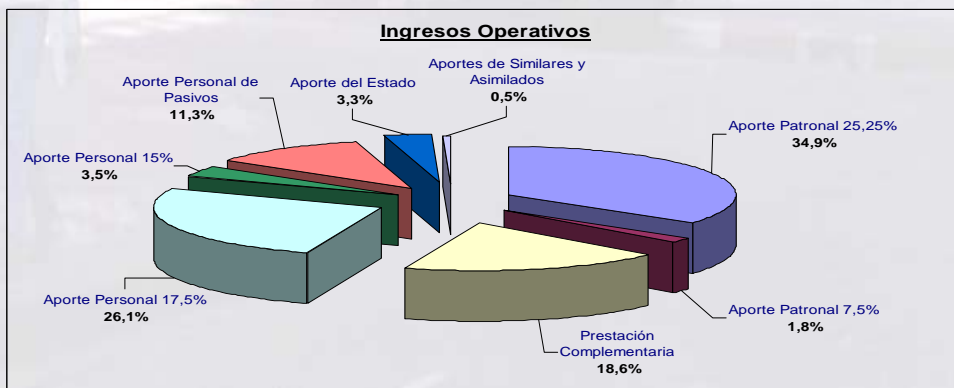 Ingresos Operativos
Aportes de Similares y
Asimilados
0,5%
Aporte del Estado
3,3%
Aporte Personal de
Pasivos
11,3%
Aporte Patronal 25,25%
34,9%
Aporte Personal 15%
3,5%
Aporte Personal 17,5%
26,1%
Aporte Patronal 7,5%
1,8%
Prestación
Complementaria
18,6%